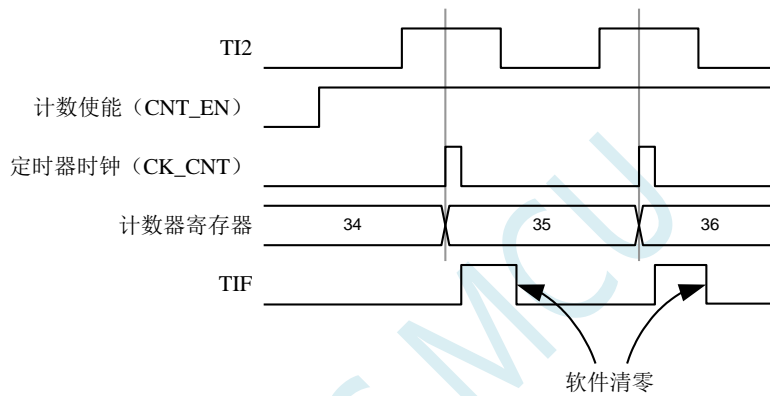 TI2
计数使能（CNT_EN）
定时器时钟（CK_CNT）
计数器寄存器 34 35 36
TIF
软件清零
MCU